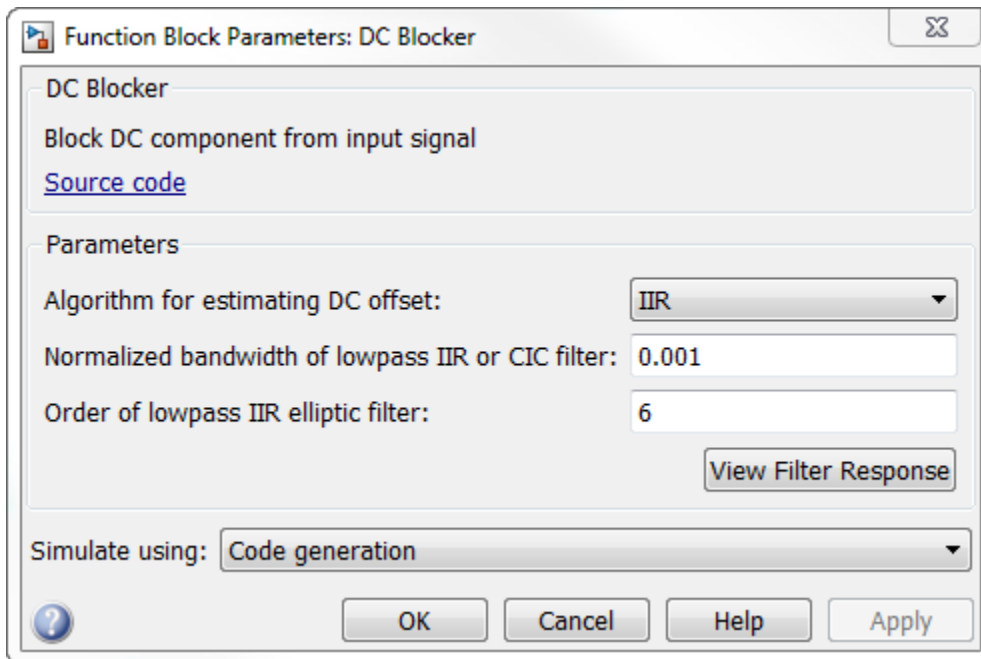 Function Block Parameters: DC Blocker
DC Blocker
Block DC component from input signal
Source code
Parameters
Algorithm for estimating DC offset: IIR
Normalized bandwidth of lowpass IIR or CIC filter: 0.001
Order of lowpass IIR elliptic filter: 6
View Filter Response
Simulate using: Code generation
? OK Cancel Help Apply